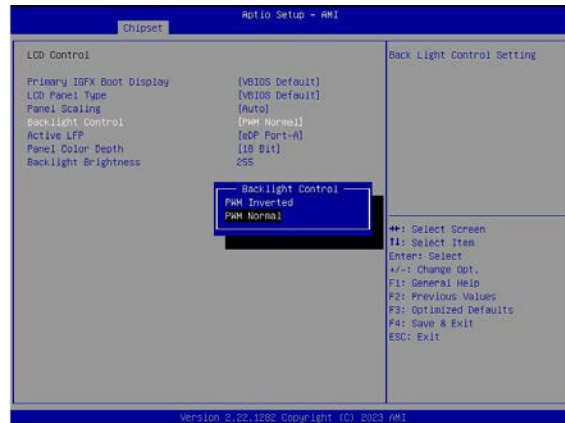 Aptio Setup - AMI
Chipset
LCD Control
Back Light Control Setting
Primary IGFX Boot Display [VBIOS Default]
LCD Panel Type [VBIOS Default]
Panel Scaling [Auto]
Backlight Control [PWM Normal]
Active LFP [eDP Port-A]
Panel Color Depth [18 Bit]
Backlight Brightness 255
Backlight Control
PWM Inverted
PWM Normal
→←: Select Screen
↑↓: Select Item
Enter: Select
+/-: Change Opt.
F1: General Help
F2: Previous Values
F3: Optimized Defaults
F4: Save & Exit
ESC: Exit
Version 2.22.1282 Copyright (C) 2023 AMI